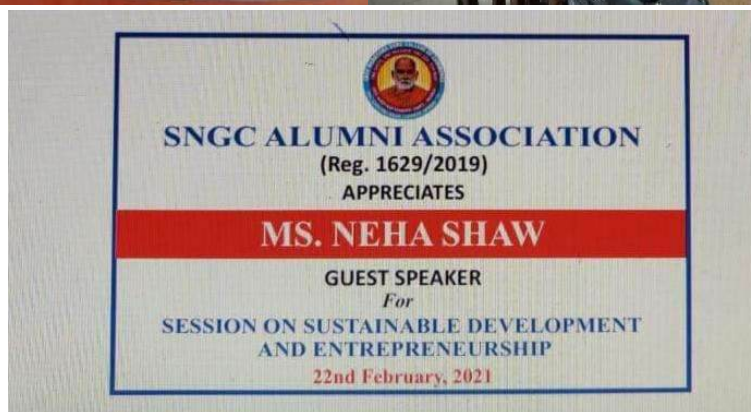 SNGC ALUMNI ASSOCIATION
(Reg. 1629/2019)
APPRECIATES
MS. NEHA SHAW
GUEST SPEAKER
For
SESSION ON SUSTAINABLE DEVELOPMENT
AND ENTREPRENEURSHIP
22nd February, 2021